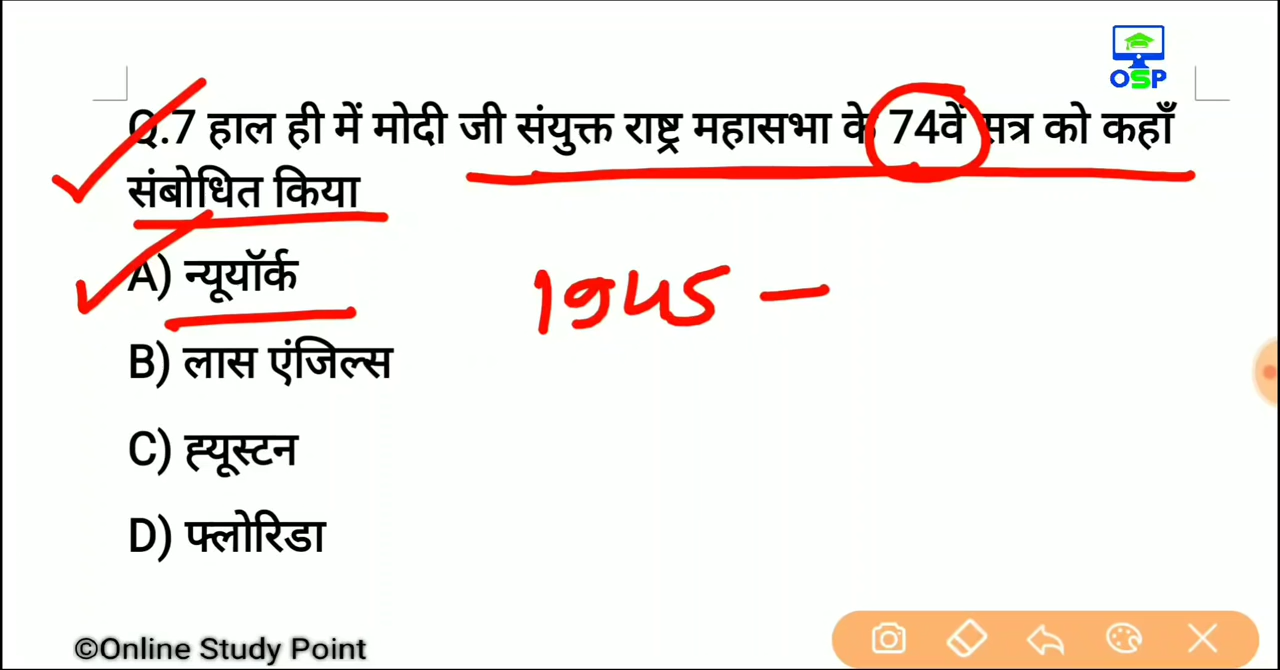 OSP
Q.7 हाल ही में मोदी जी संयुक्त राष्ट्र महासभा के 74वें सत्र को कहाँ
संबोधित किया
A) न्यूयॉर्क
1945 –
B) लास एंजिल्स
C) ह्यूस्टन
D) फ्लोरिडा
©Online Study Point